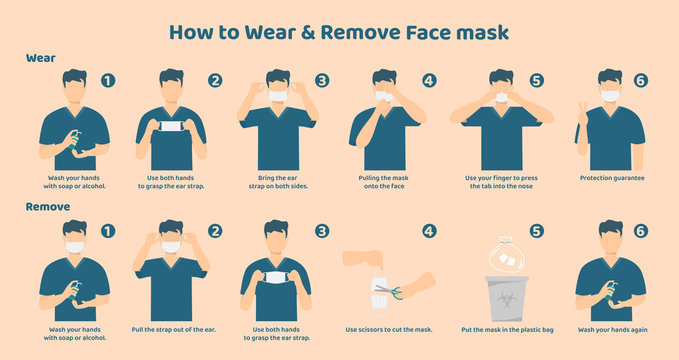 How to Wear & Remove Face mask
Wear
1
2
3
4
5
6
Wash your hands
with soap or alcohol.
Use both hands
to grasp the ear strap.
Bring the ear
strap on both sides.
Pulling the mask
onto the face
Use your finger to press
the tab into the nose
Protection guarantee
Remove
1
2
3
4
5
6
Wash your hands
with soap or alcohol.
Pull the strap out of the ear.
Use both hands
to grasp the ear strap.
Use scissors to cut the mask.
Put the mask in the plastic bag
Wash your hands again